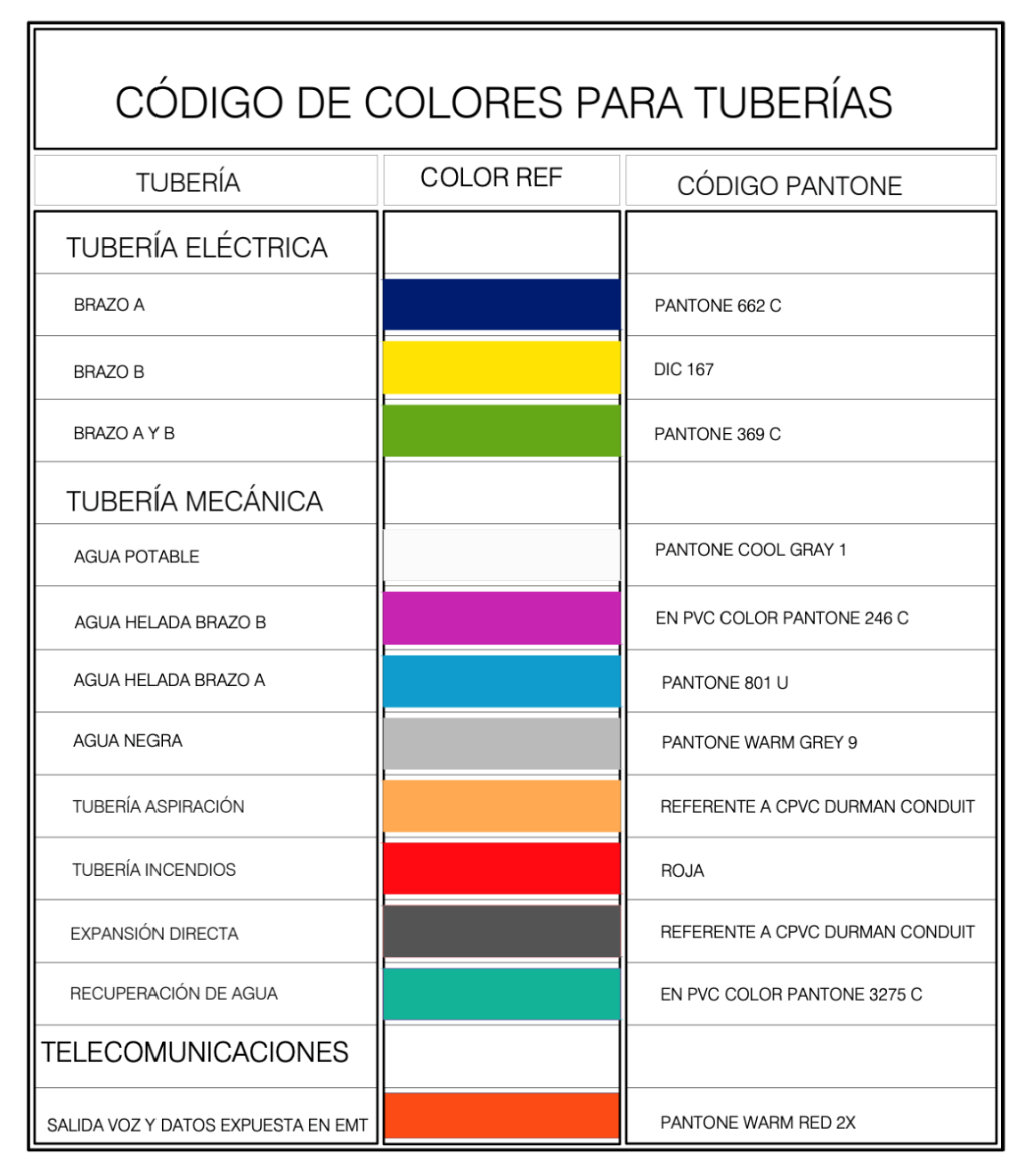 CÓDIGO DE COLORES PARA TUBERÍAS
TUBERÍA COLOR REF CÓDIGO PANTONE
TUBERÍA ELÉCTRICA
BRAZO A PANTONE 662 C
BRAZO B DIC 167
BRAZO A Y B PANTONE 369 C
TUBERÍA MECÁNICA
AGUA POTABLE PANTONE COOL GRAY 1
AGUA HELADA BRAZO B EN PVC COLOR PANTONE 246 C
AGUA HELADA BRAZO A PANTONE 801 U
AGUA NEGRA PANTONE WARM GREY 9
TUBERÍA ASPIRACIÓN REFERENTE A CPVC DURMAN CONDUIT
TUBERÍA INCENDIOS ROJA
EXPANSIÓN DIRECTA REFERENTE A CPVC DURMAN CONDUIT
RECUPERACIÓN DE AGUA EN PVC COLOR PANTONE 3275 C
TELECOMUNICACIONES
SALIDA VOZ Y DATOS EXPUESTA EN EMT PANTONE WARM RED 2X